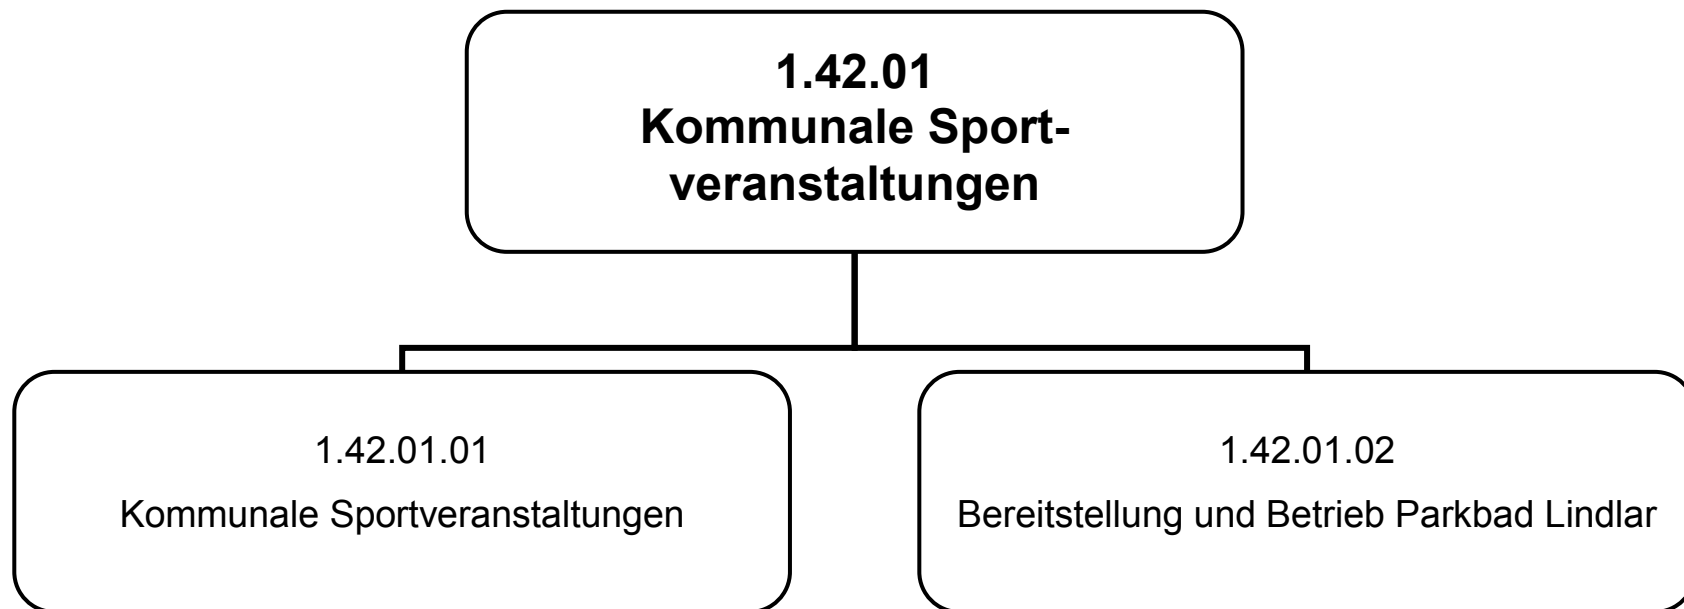 1.42.01
Kommunale Sport-
veranstaltungen
1.42.01.01
Kommunale Sportveranstaltungen
1.42.01.02
Bereitstellung und Betrieb Parkbad Lindlar